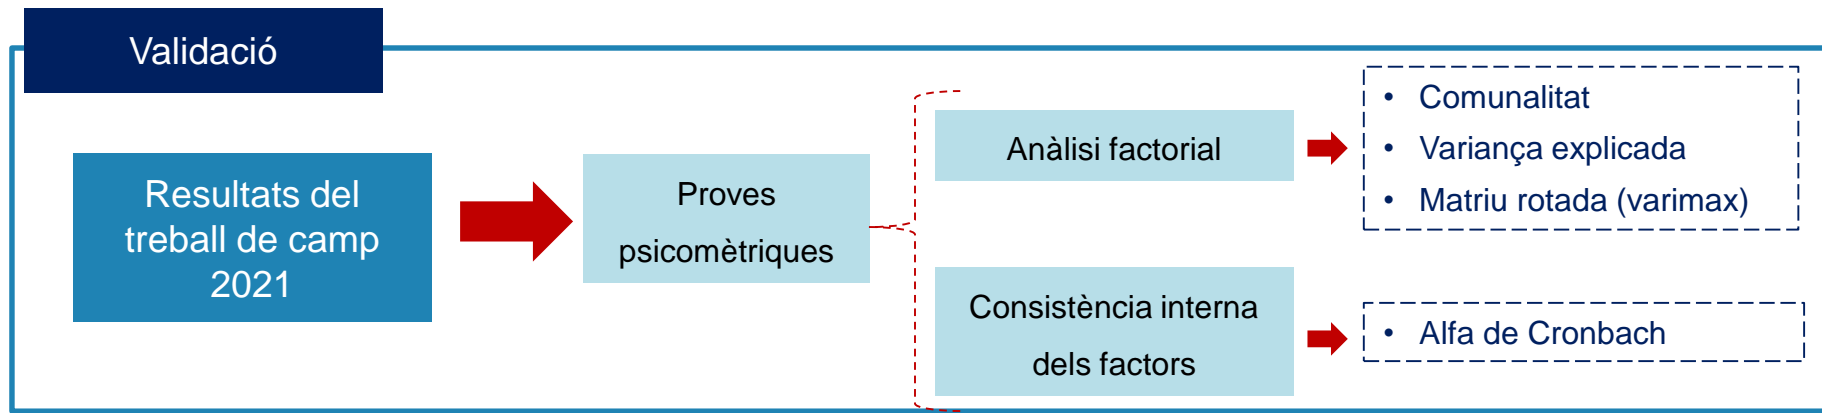 Validació
Resultats del
treball de camp
2021
Proves
psicomètriques
Anàlisi factorial
• Comunalitat
• Variança explicada
• Matriu rotada (varimax)
Consistència interna
dels factors
• Alfa de Cronbach